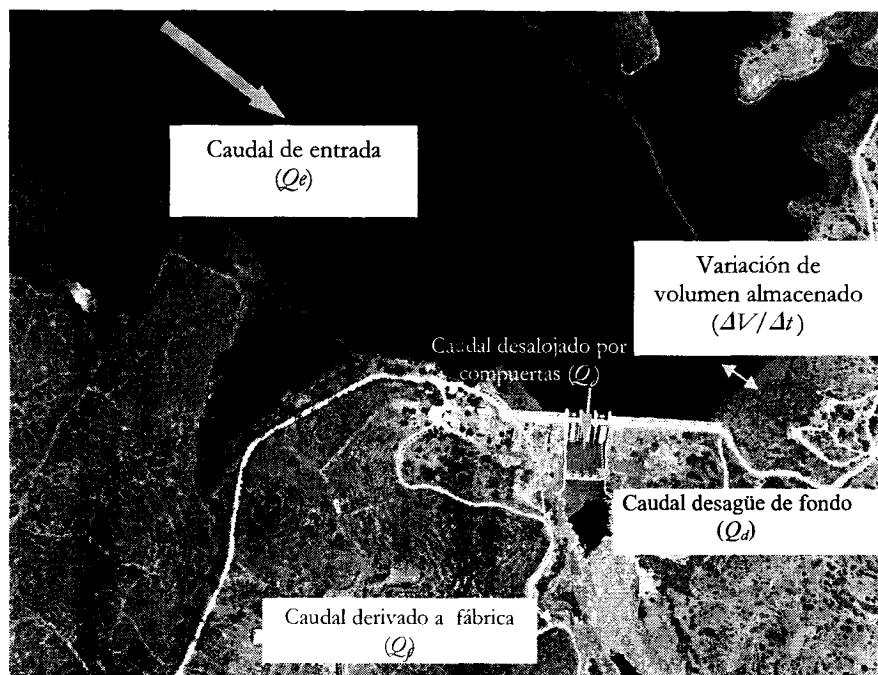 Caudal de entrada
(Qe)
Variación de
volumen almacenado
(ΔV/Δt)
Caudal desalojado por
compuertas (Q)
Caudal desagüe de fondo
(Qd)
Caudal derivado a fábrica
(Qf)